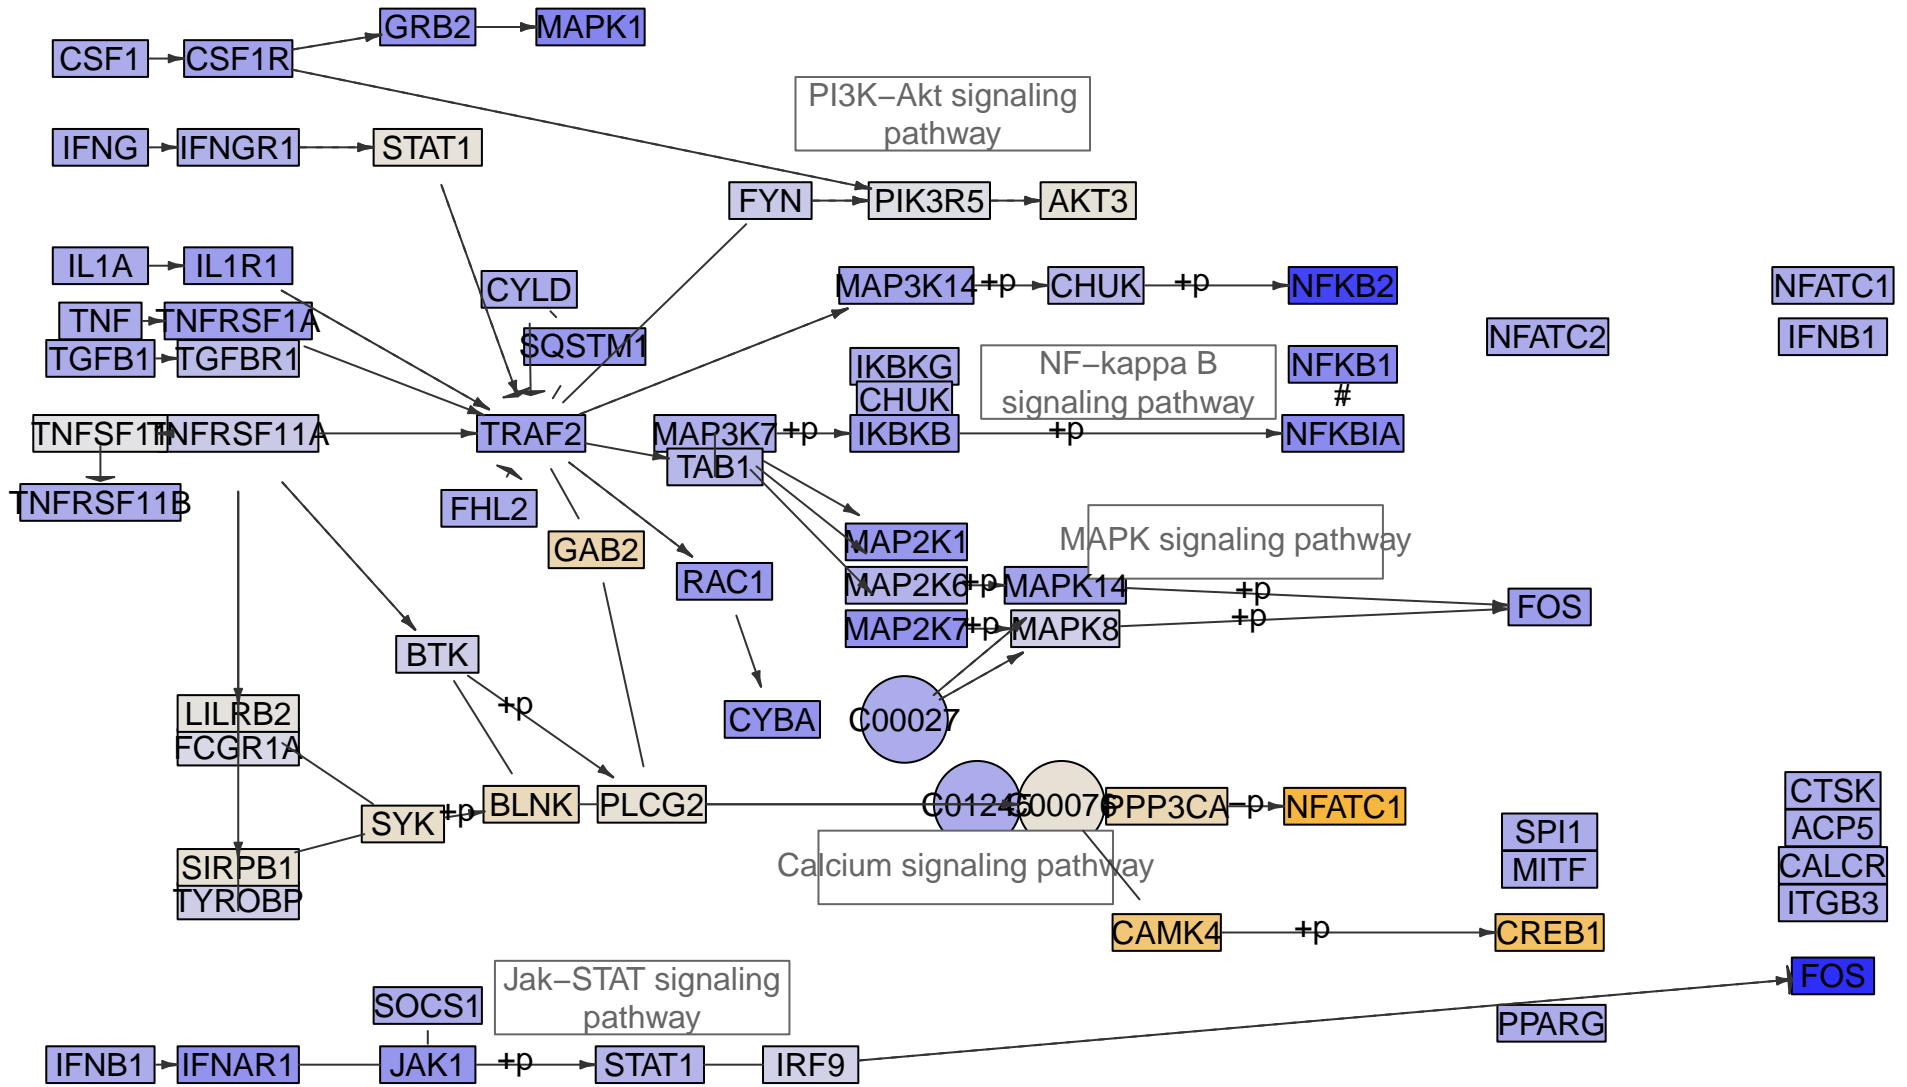 GRB2
MAPK1
CSF1
CSF1R
PI3K–Akt signaling
pathway
IFNG
IFNGR1
STAT1
FYN
PIK3R5
AKT3
IL1A
IL1R1
CYLD
MAP3K14
+p
CHUK
+p
NFKB2
NFATC1
TNF
TNFRSF1A
SQSTM1
NFATC2
IFNB1
TGFB1
TGFBR1
IKBKG
NF–kappa B
signaling pathway
NFKB1
#
CHUK
TNFRSF11A
TRAF2
MAP3K7
+p
IKBKB
+p
NFKBIA
TAB1
TNFRSF11B
FHL2
GAB2
RAC1
MAP2K1
MAPK signaling pathway
MAP2K6
+p
MAPK14
+p
FOS
MAP2K7
+p
MAPK8
+p
BTK
+p
LILRB2
FCGR1A
CYBA
C00027
SYK
+p
BLNK
PLCG2
C00076
PPP3CA
–p
NFATC1
CTSK
SPI1
ACP5
SIRPB1
TYROBP
Calcium signaling pathway
MITF
CALCR
ITGB3
CAMK4
+p
CREB1
Jak–STAT signaling
pathway
SOCS1
FOS
PPARG
IFNB1
IFNAR1
JAK1
+p
STAT1
IRF9